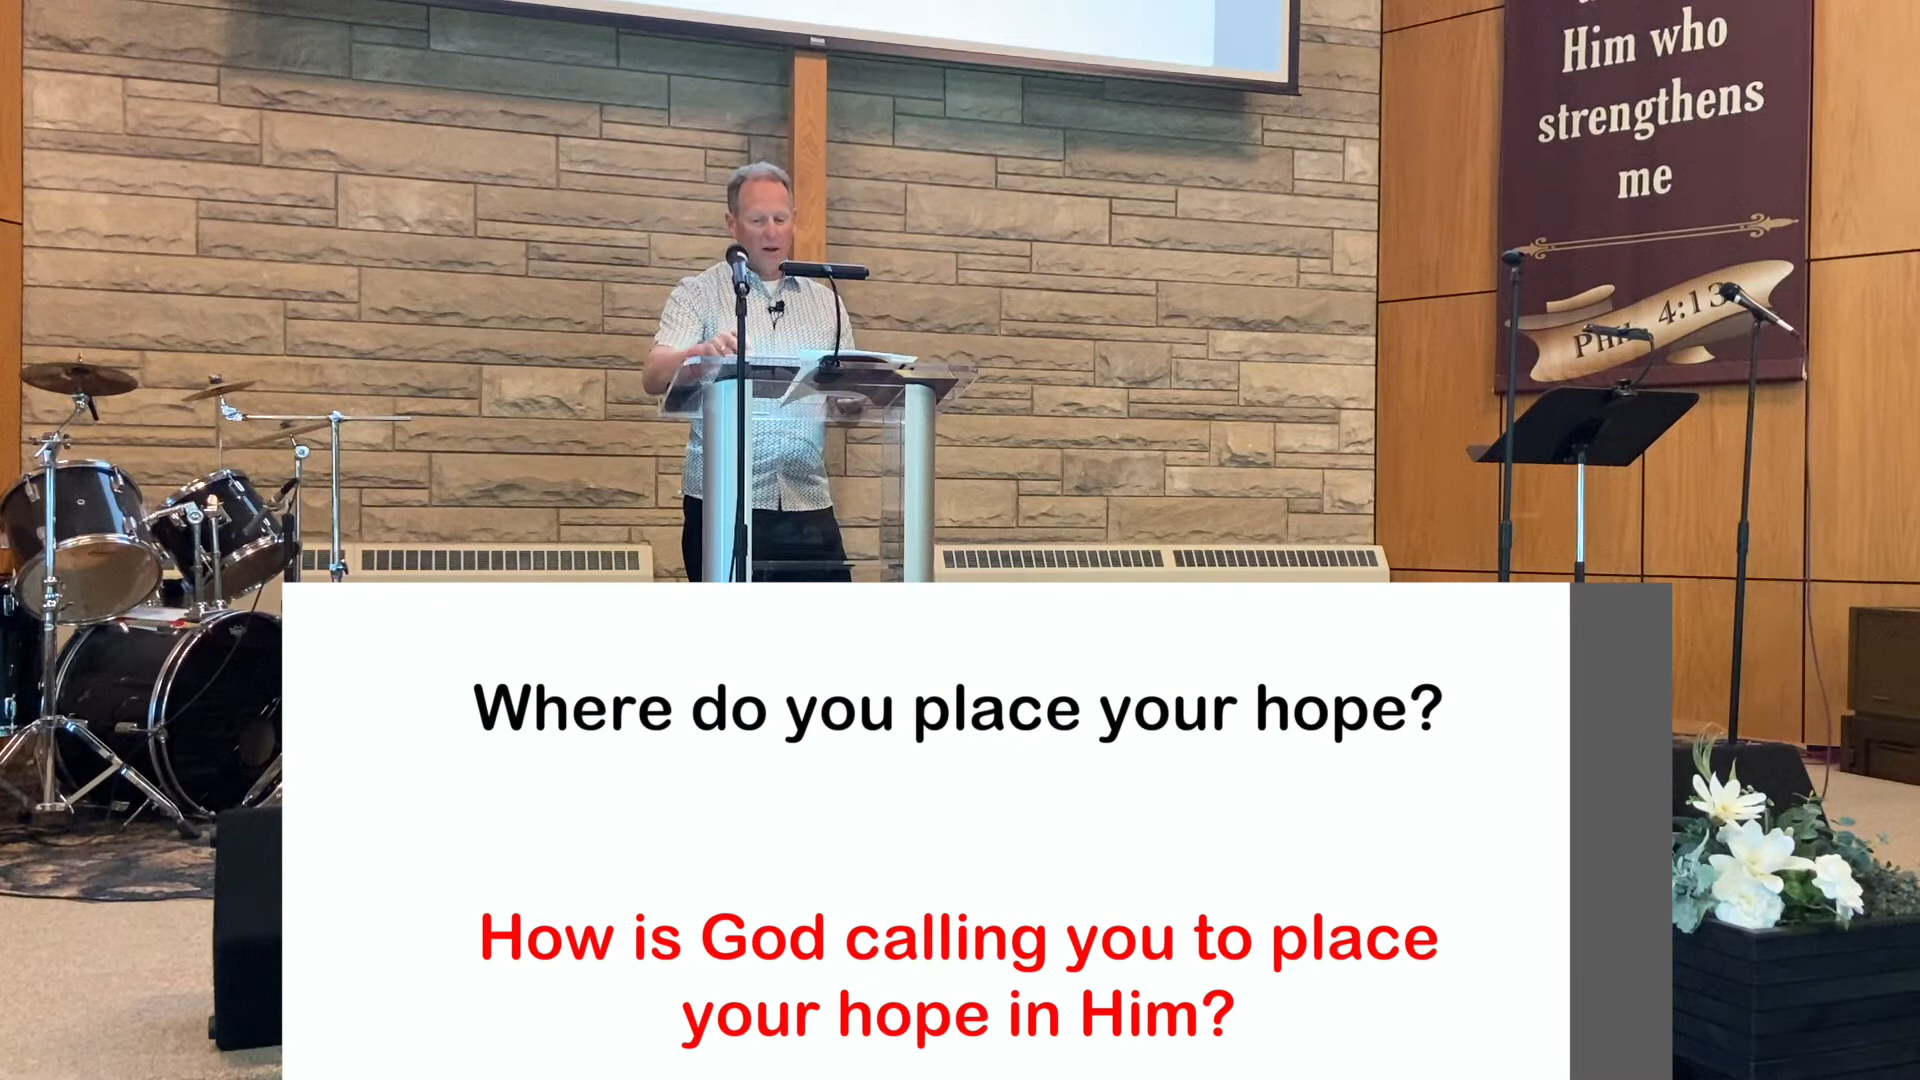 Him who
strengthens
me
Phil 4:13
Where do you place your hope?
How is God calling you to place
your hope in Him?